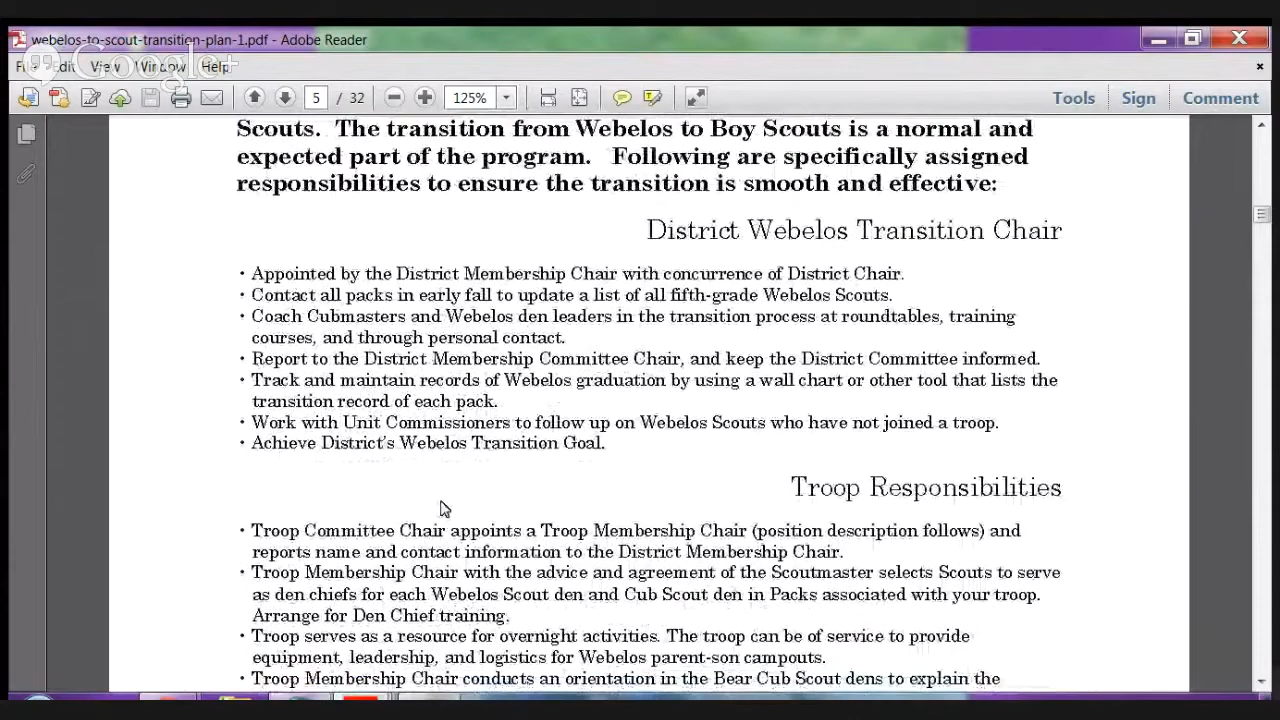 webelos-to-scout-transition-plan-1.pdf - Adobe Reader
Google+
File Edit View Window Help
5 / 32 125% Tools Sign Comment
Scouts. The transition from Webelos to Boy Scouts is a normal and
expected part of the program. Following are specifically assigned
responsibilities to ensure the transition is smooth and effective:
District Webelos Transition Chair
· Appointed by the District Membership Chair with concurrence of District Chair.
· Contact all packs in early fall to update a list of all fifth-grade Webelos Scouts.
· Coach Cubmasters and Webelos den leaders in the transition process at roundtables, training
courses, and through personal contact.
· Report to the District Membership Committee Chair, and keep the District Committee informed.
· Track and maintain records of Webelos graduation by using a wall chart or other tool that lists the
transition record of each pack.
· Work with Unit Commissioners to follow up on Webelos Scouts who have not joined a troop.
· Achieve District's Webelos Transition Goal.
Troop Responsibilities
· Troop Committee Chair appoints a Troop Membership Chair (position description follows) and
reports name and contact information to the District Membership Chair.
· Troop Membership Chair with the advice and agreement of the Scoutmaster selects Scouts to serve
as den chiefs for each Webelos Scout den and Cub Scout den in Packs associated with your troop.
Arrange for Den Chief training.
· Troop serves as a resource for overnight activities. The troop can be of service to provide
equipment, leadership, and logistics for Webelos parent-son campouts.
· Troop Membership Chair conducts an orientation in the Bear Cub Scout dens to explain the